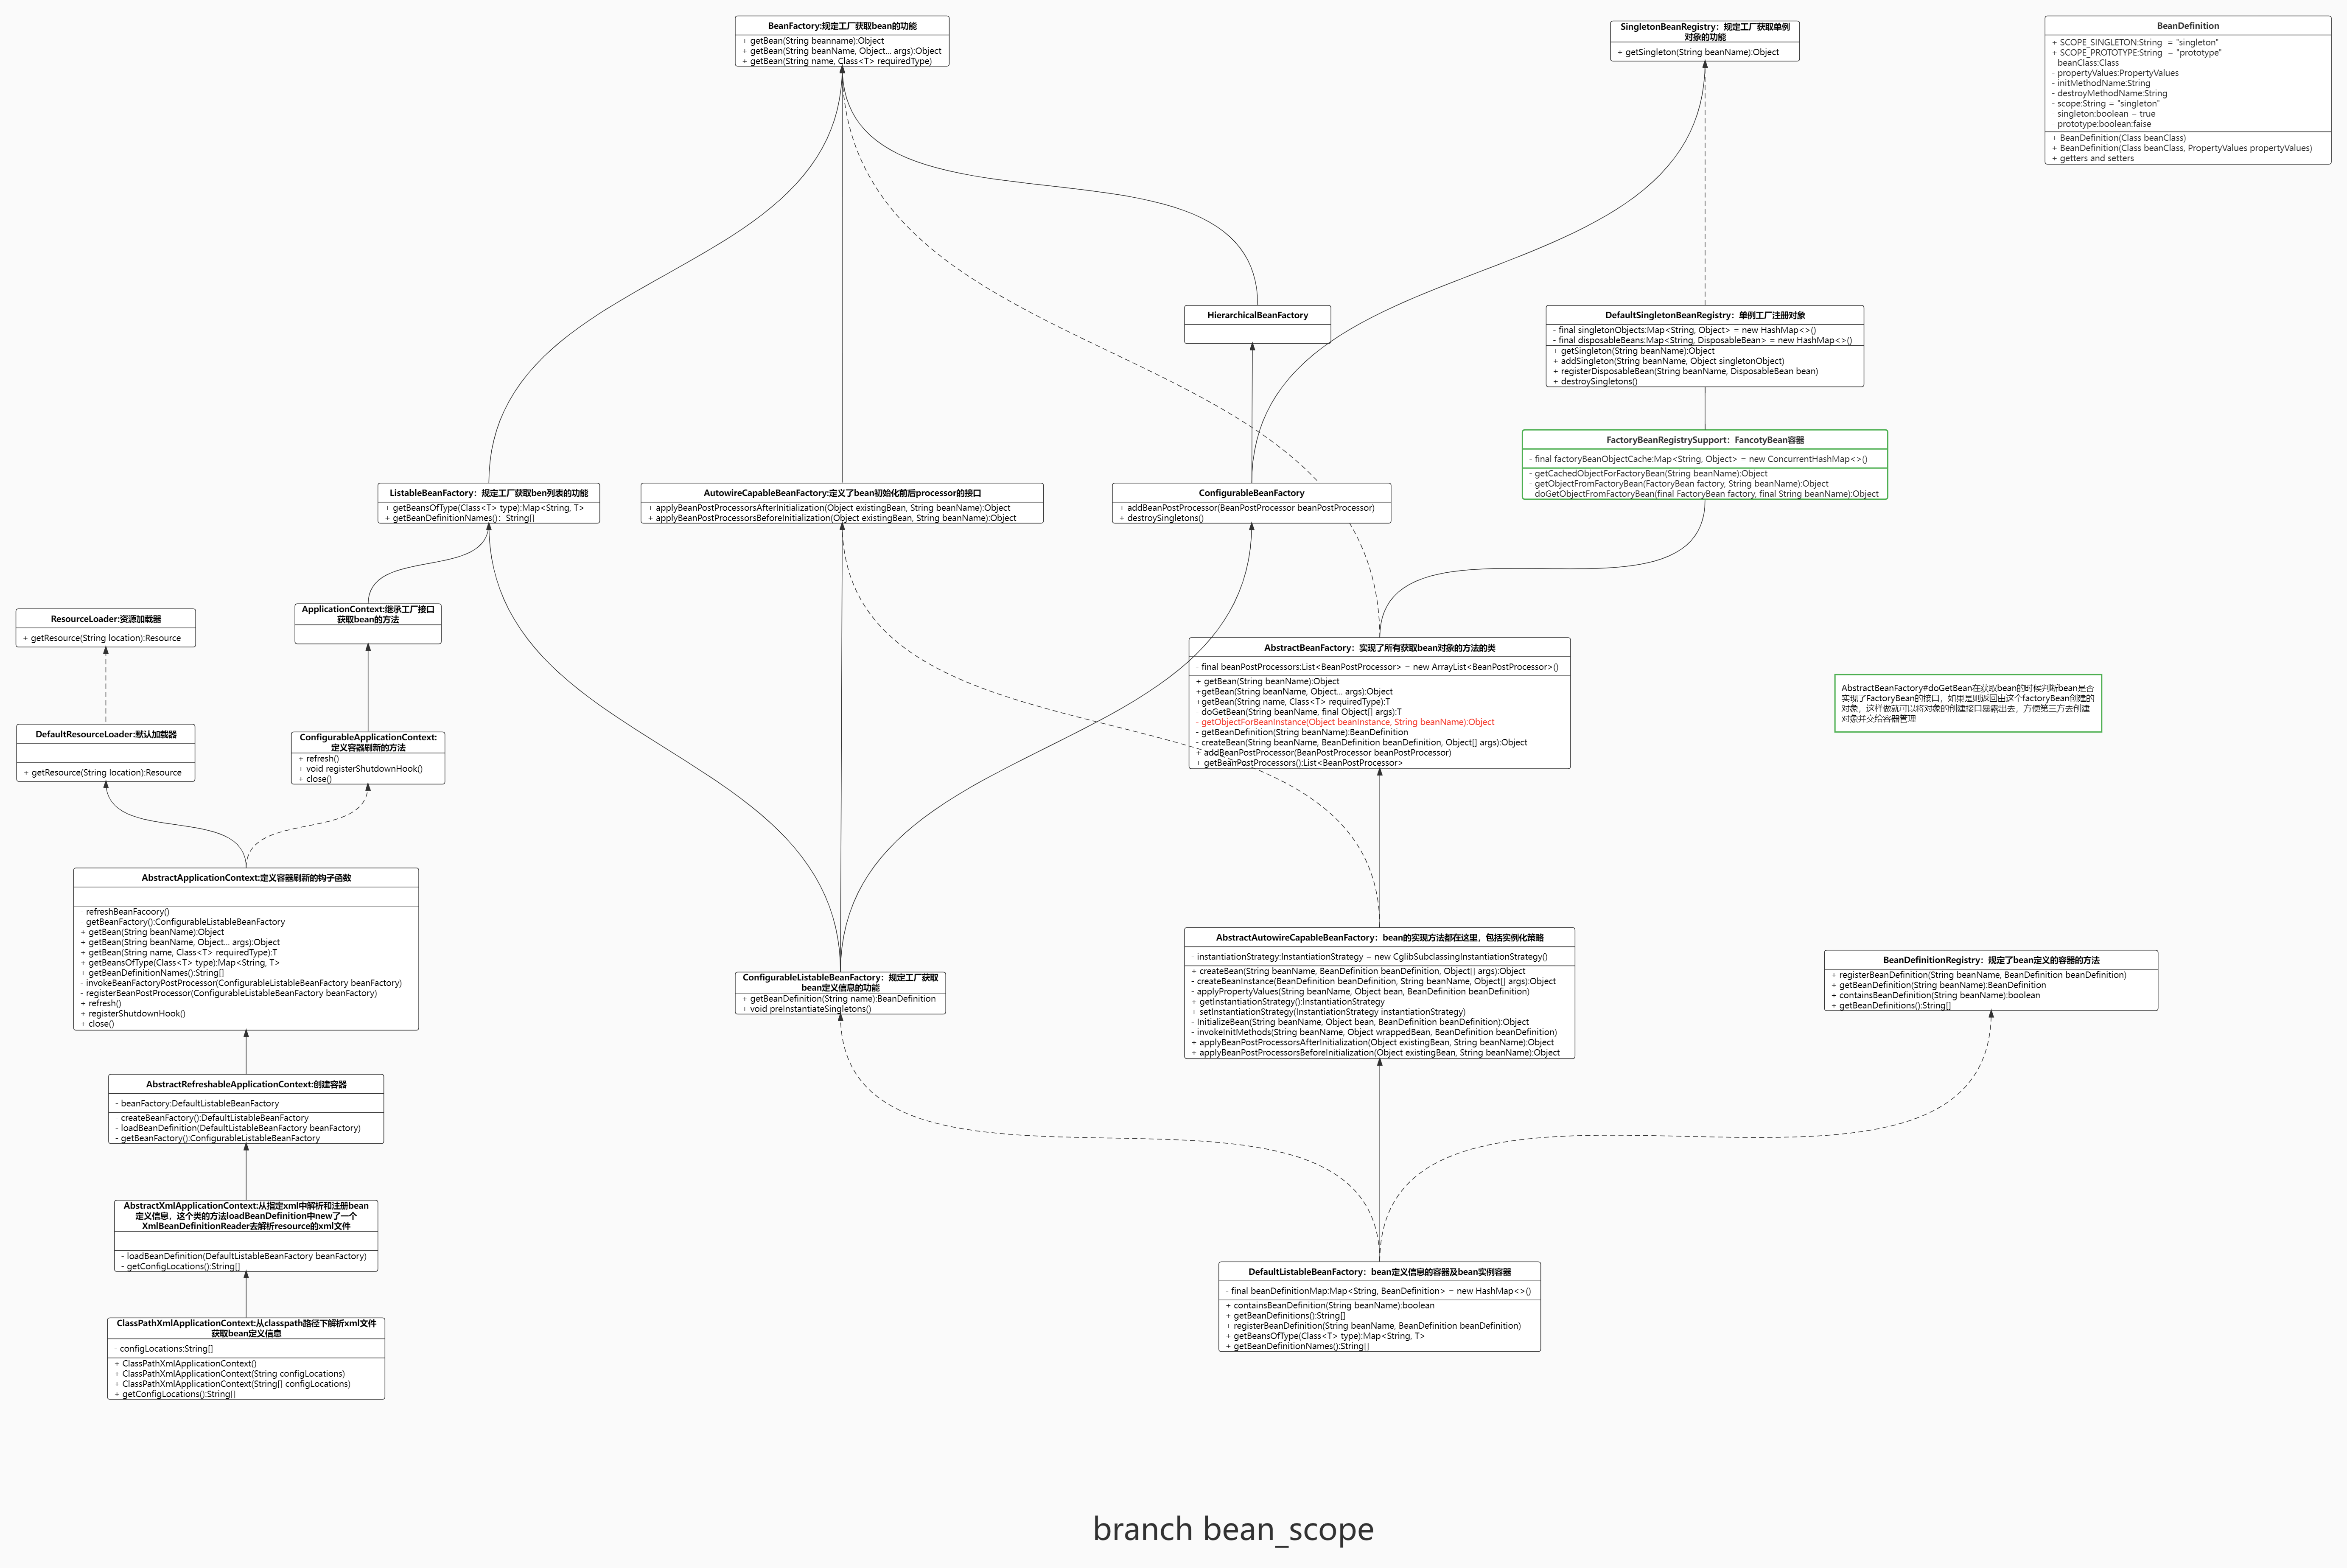 BeanFactory:规定工厂获取bean的功能
+ getBean(String beanname):Object
+ getBean(String beanName, Object... args):Object
+ getBean(String name, Class<T> requiredType)
SingletonBeanRegistry：规定工厂获取单例
对象的功能
+ getSingleton(String beanName):Object
BeanDefinition
+ SCOPE_SINGLETON:String  = "singleton"
+ SCOPE_PROTOTYPE:String  = "prototype"
- beanClass:Class
- propertyValues:PropertyValues
- initMethodName:String
- destroyMethodName:String
- scope:String = "singleton"
- singleton:boolean = true
- prototype:boolean:faise
+ BeanDefinition(Class beanClass)
+ BeanDefinition(Class beanClass, PropertyValues propertyValues)
+ getters and setters
HierarchicalBeanFactory
DefaultSingletonBeanRegistry：单例工厂注册对象
- final singletonObjects:Map<String, Object> = new HashMap<>()
- final disposableBeans:Map<String, DisposableBean> = new HashMap<>()
+ getSingleton(String beanName):Object
+ addSingleton(String beanName, Object singletonObject)
+ registerDisposableBean(String beanName, DisposableBean bean)
+ destroySingletons()
FactoryBeanRegistrySupport：FancotyBean容器
- final factoryBeanObjectCache:Map<String, Object> = new ConcurrentHashMap<>()
- getCachedObjectForFactoryBean(String beanName):Object
- getObjectFromFactoryBean(FactoryBean factory, String beanName):Object
- doGetObjectFromFactoryBean(final FactoryBean factory, final String beanName):Object
ListableBeanFactory：规定工厂获取ben列表的功能
+ getBeansOfType(Class<T> type):Map<String, T>
+ getBeanDefinitionNames()：String[]
AutowireCapableBeanFactory:定义了bean初始化前后processor的接口
+ applyBeanPostProcessorsAfterInitialization(Object existingBean, String beanName):Object
+ applyBeanPostProcessorsBeforeInitialization(Object existingBean, String beanName):Object
ConfigurableBeanFactory
+ addBeanPostProcessor(BeanPostProcessor beanPostProcessor)
+ destroySingletons()
ResourceLoader:资源加载器
+ getResource(String location):Resource
ApplicationContext:继承工厂接口
获取bean的方法
AbstractBeanFactory：实现了所有获取bean对象的方法的类
- final beanPostProcessors:List<BeanPostProcessor> = new ArrayList<BeanPostProcessor>()
+ getBean(String beanName):Object
+getBean(String beanName, Object... args):Object
+getBean(String name, Class<T> requiredType):T
- doGetBean(String beanName, final Object[] args):T
- getObjectForBeanInstance(Object beanInstance, String beanName):Object
- getBeanDefinition(String beanName):BeanDefinition
- createBean(String beanName, BeanDefinition beanDefinition, Object[] args):Object
+ addBeanPostProcessor(BeanPostProcessor beanPostProcessor)
+ getBeanPostProcessors():List<BeanPostProcessor>
AbstractBeanFactory#doGetBean在获取bean的时候判断bean是否
实现了FactoryBean的接口，如果是则返回由这个factoryBean创建的
对象，这样做就可以将对象的创建接口暴露出去，方便第三方去创建
对象并交给容器管理
DefaultResourceLoader:默认加载器
+ getResource(String location):Resource
ConfigurableApplicationContext:
定义容器刷新的方法
+ refresh()
+ void registerShutdownHook()
+ close()
AbstractApplicationContext:定义容器刷新的钩子函数
- refreshBeanFacoory()
- getBeanFactory():ConfigurableListableBeanFactory
+ getBean(String beanName):Object
+ getBean(String beanName, Object... args):Object
+ getBean(String name, Class<T> requiredType):T
+ getBeansOfType(Class<T> type):Map<String, T>
+ getBeanDefinitionNames():String[]
- invokeBeanFactoryPostProcessor(ConfigurableListableBeanFactory beanFactory)
- registerBeanPostProcessor(ConfigurableListableBeanFactory beanFactory)
+ refresh()
+ registerShutdownHook()
+ close()
ConfigurableListableBeanFactory：规定工厂获取
bean定义信息的功能
+ getBeanDefinition(String name):BeanDefinition
+ void preInstantiateSingletons()
AbstractAutowireCapableBeanFactory：bean的实现方法都在这里，包括实例化策略
- instantiationStrategy:InstantiationStrategy = new CglibSubclassingInstantiationStrategy()
+ createBean(String beanName, BeanDefinition beanDefinition, Object[] args):Object
- createBeanInstance(BeanDefinition beanDefinition, String beanName, Object[] args):Object
- applyPropertyValues(String beanName, Object bean, BeanDefinition beanDefinition)
+ getInstantiationStrategy():InstantiationStrategy
+ setInstantiationStrategy(InstantiationStrategy instantiationStrategy)
- InitializeBean(String beanName, Object bean, BeanDefinition beanDefinition):Object
- invokeInitMethods(String beanName, Object wrappedBean, BeanDefinition beanDefinition)
+ applyBeanPostProcessorsAfterInitialization(Object existingBean, String beanName):Object
+ applyBeanPostProcessorsBeforeInitialization(Object existingBean, String beanName):Object
BeanDefinitionRegistry：规定了bean定义的容器的方法
+ registerBeanDefinition(String beanName, BeanDefinition beanDefinition)
+ getBeanDefinition(String beanName):BeanDefinition
+ containsBeanDefinition(String beanName):boolean
+ getBeanDefinitions():String[]
AbstractRefreshableApplicationContext:创建容器
- beanFactory:DefaultListableBeanFactory
- createBeanFactory():DefaultListableBeanFactory
- loadBeanDefinition(DefaultListableBeanFactory beanFactory)
- getBeanFactory():ConfigurableListableBeanFactory
AbstractXmlApplicationContext:从指定xml中解析和注册bean
定义信息，这个类的方法loadBeanDefinition中new了一个
XmlBeanDefinitionReader去解析resource的xml文件
- loadBeanDefinition(DefaultListableBeanFactory beanFactory)
- getConfigLocations():String[]
DefaultListableBeanFactory：bean定义信息的容器及bean实例容器
- final beanDefinitionMap:Map<String, BeanDefinition> = new HashMap<>()
+ containsBeanDefinition(String beanName):boolean
+ getBeanDefinitions():String[]
+ registerBeanDefinition(String beanName, BeanDefinition beanDefinition)
+ getBeansOfType(Class<T> type):Map<String, T>
+ getBeanDefinitionNames():String[]
ClassPathXmlApplicationContext:从classpath路径下解析xml文件
获取bean定义信息
- configLocations:String[]
+ ClassPathXmlApplicationContext()
+ ClassPathXmlApplicationContext(String configLocations)
+ ClassPathXmlApplicationContext(String[] configLocations)
+ getConfigLocations():String[]
branch bean_scope